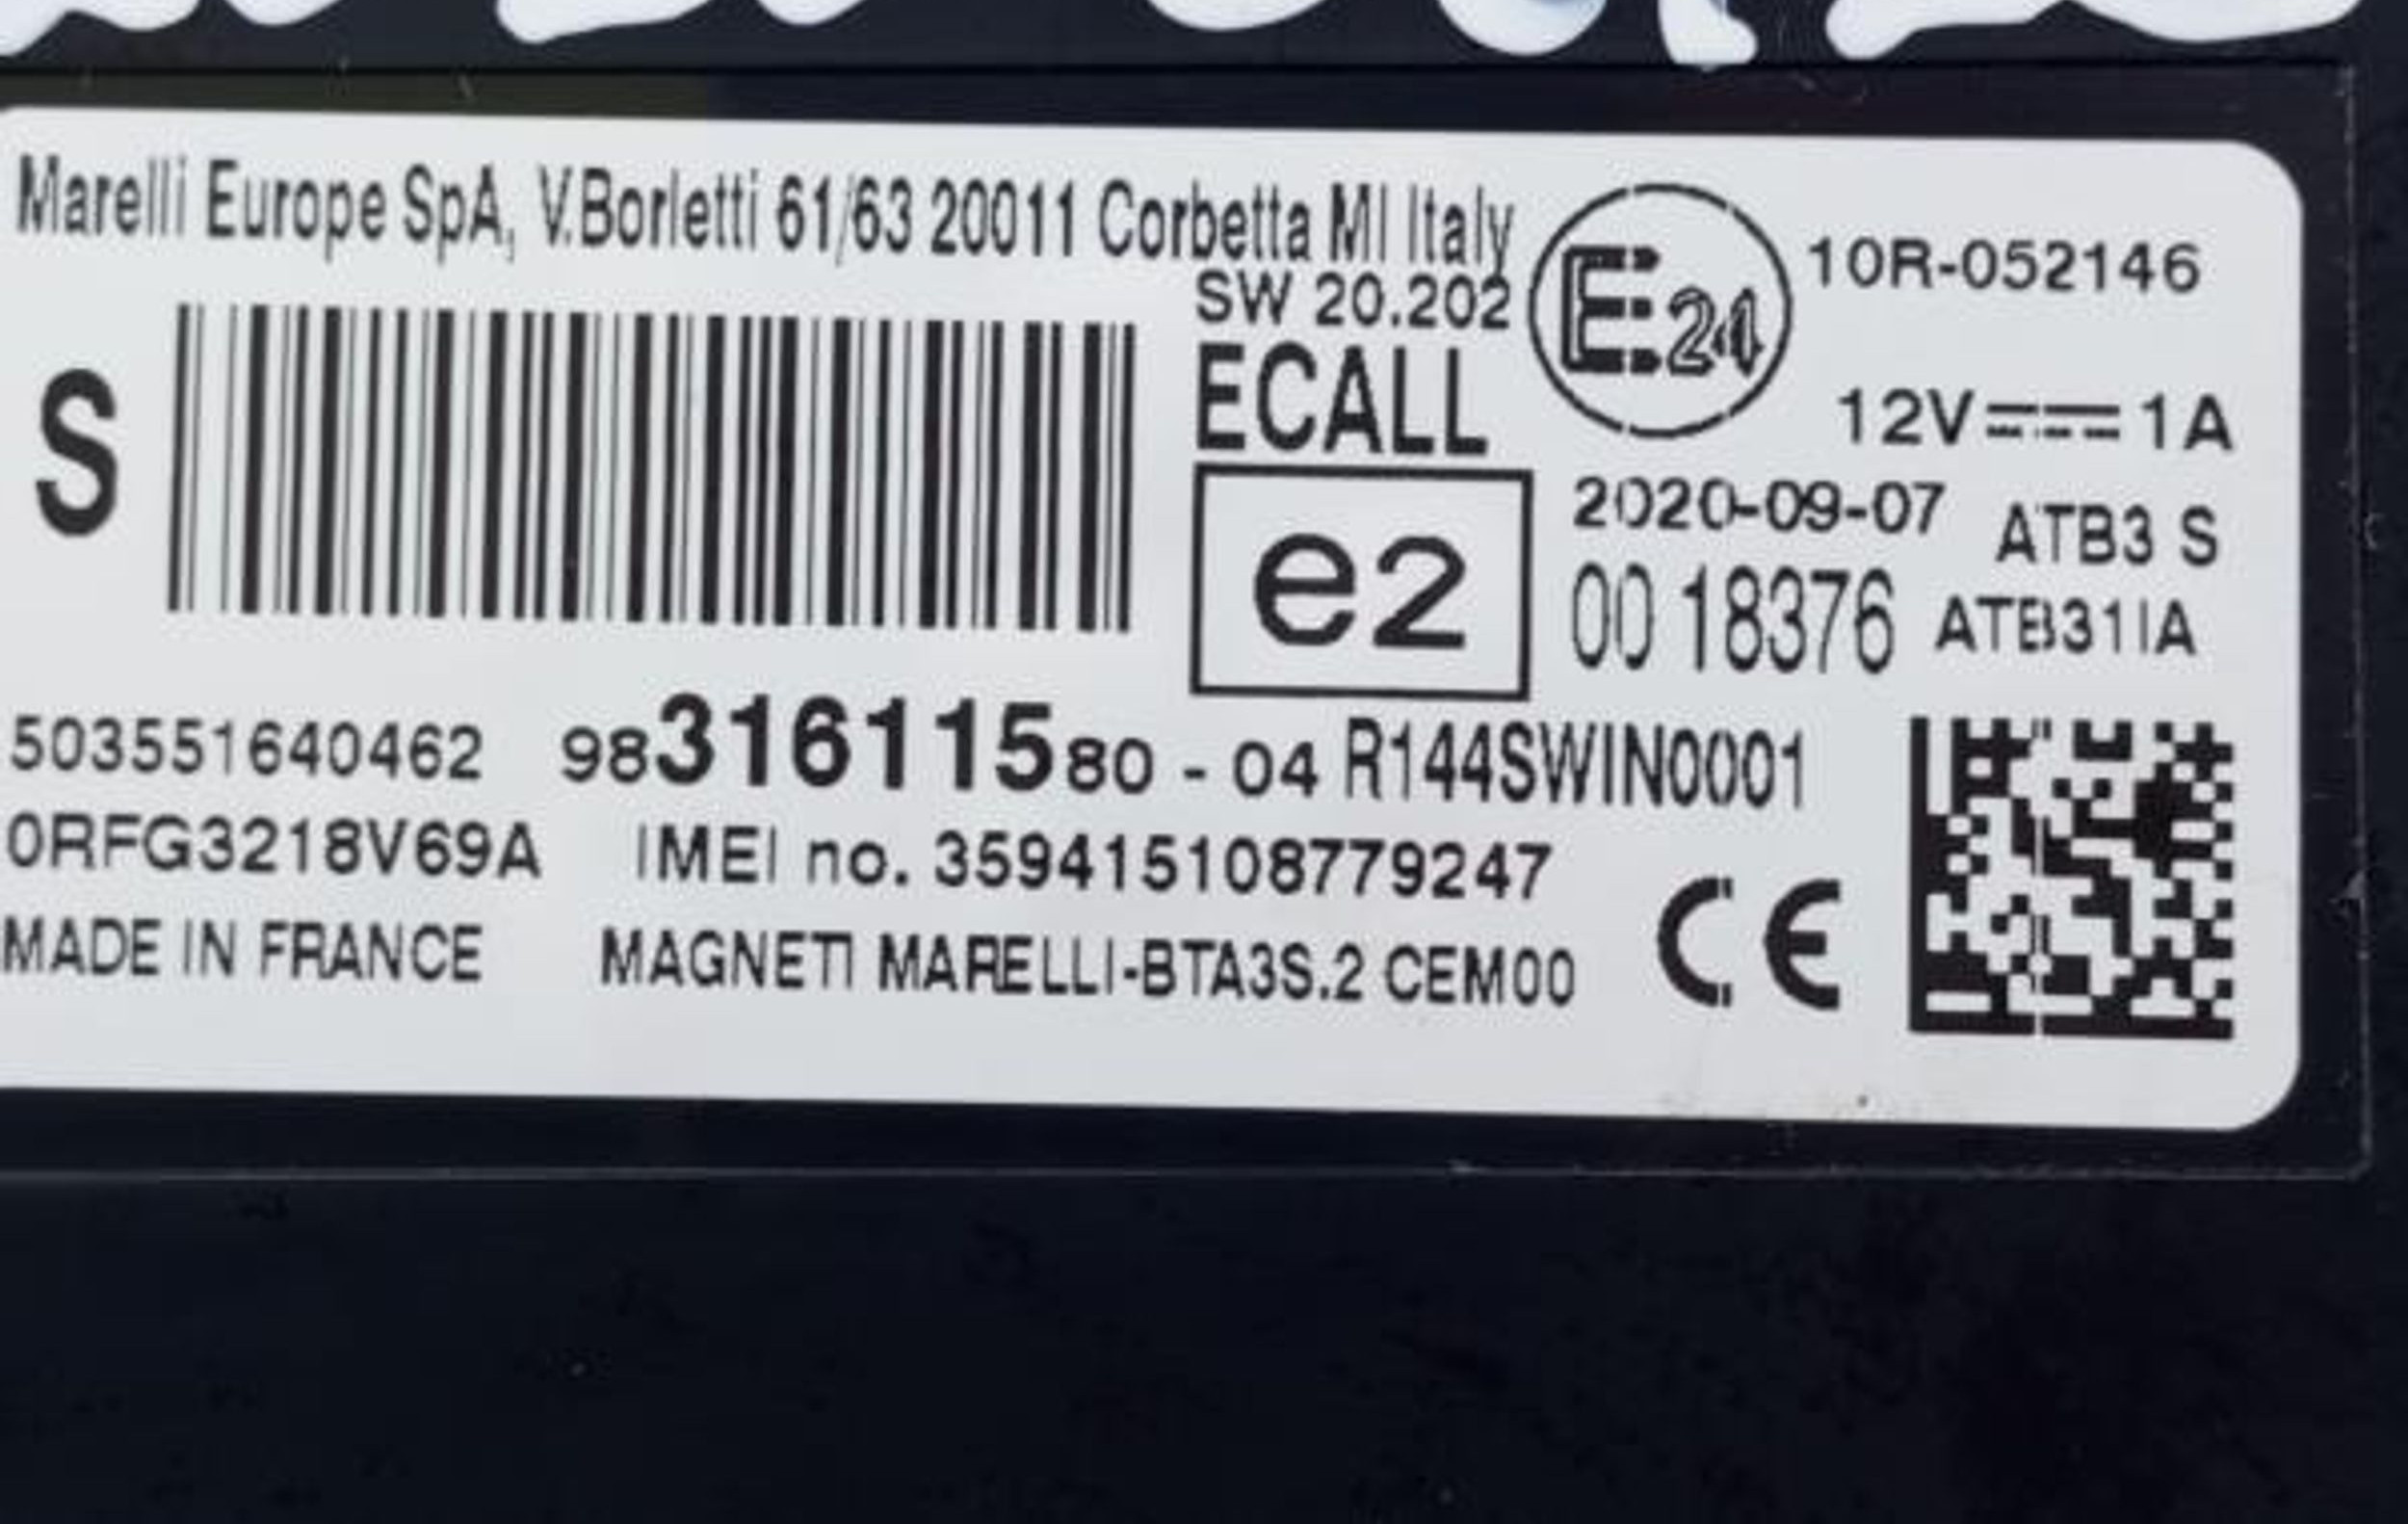 Marelli Europe SpA, V.Borletti 61/63 20011 Corbetta MI Italy
SW 20.202
E24
10R-052146
S
ECALL
12V 1A
e2
2020-09-07
ATB3 S
00 18376
ATB31IA
503551640462 9831611580 - 04 R144SWIN0001
0RFG3218V69A IMEI no. 359415108779247
MADE IN FRANCE MAGNETI MARELLI-BTA3S.2 CEM00
CE